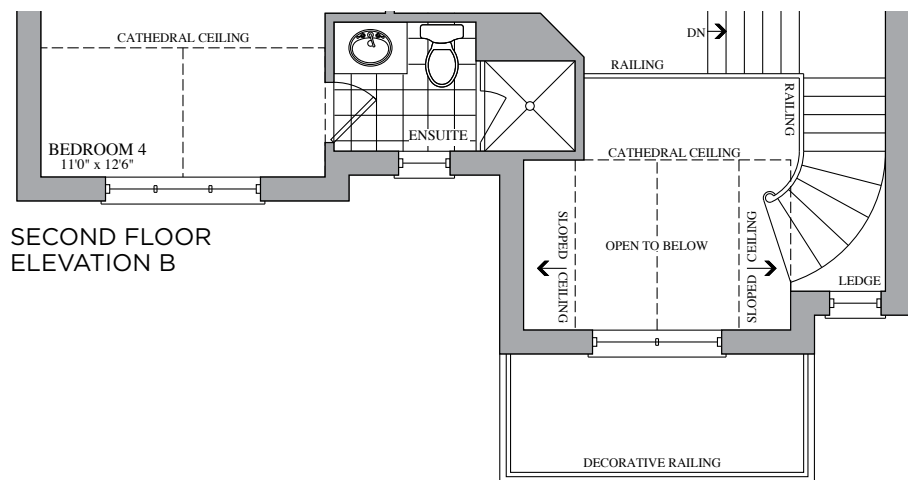 CATHEDRAL CEILING
BEDROOM 4
11'0" x 12'6"
ENSUITE
SECOND FLOOR
ELEVATION B
DN
RAILING
RAILING
CATHEDRAL CEILING
SLOPED CEILING
OPEN TO BELOW
SLOPED CEILING
LEDGE
DECORATIVE RAILING